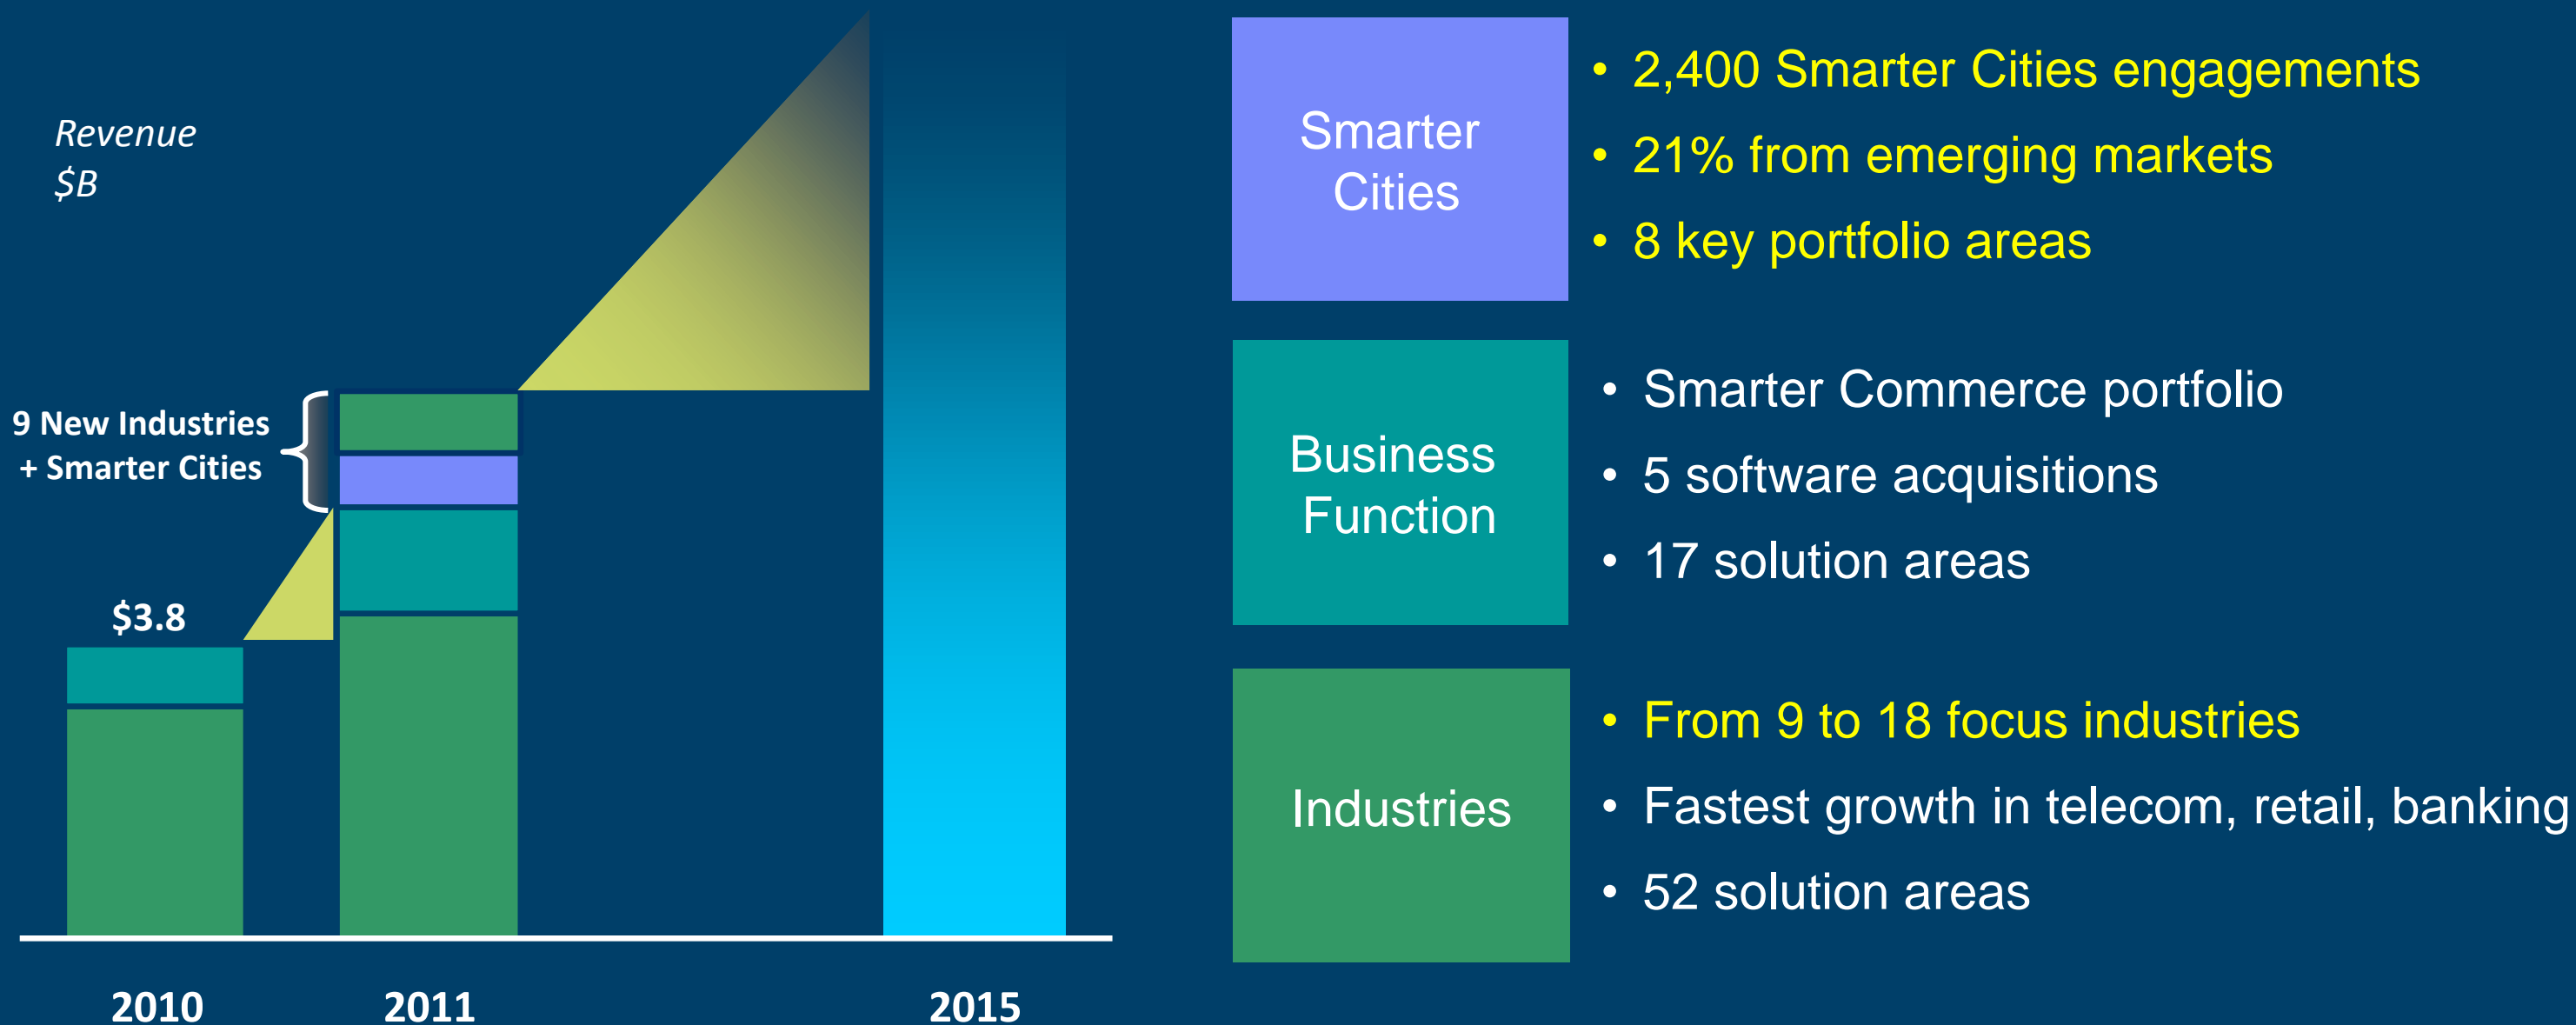 Revenue
$B
9 New Industries
+ Smarter Cities
$3.8
2010
2011
2015
Smarter
Cities
• 2,400 Smarter Cities engagements
• 21% from emerging markets
• 8 key portfolio areas
Business
Function
• Smarter Commerce portfolio
• 5 software acquisitions
• 17 solution areas
Industries
• From 9 to 18 focus industries
• Fastest growth in telecom, retail, banking
• 52 solution areas